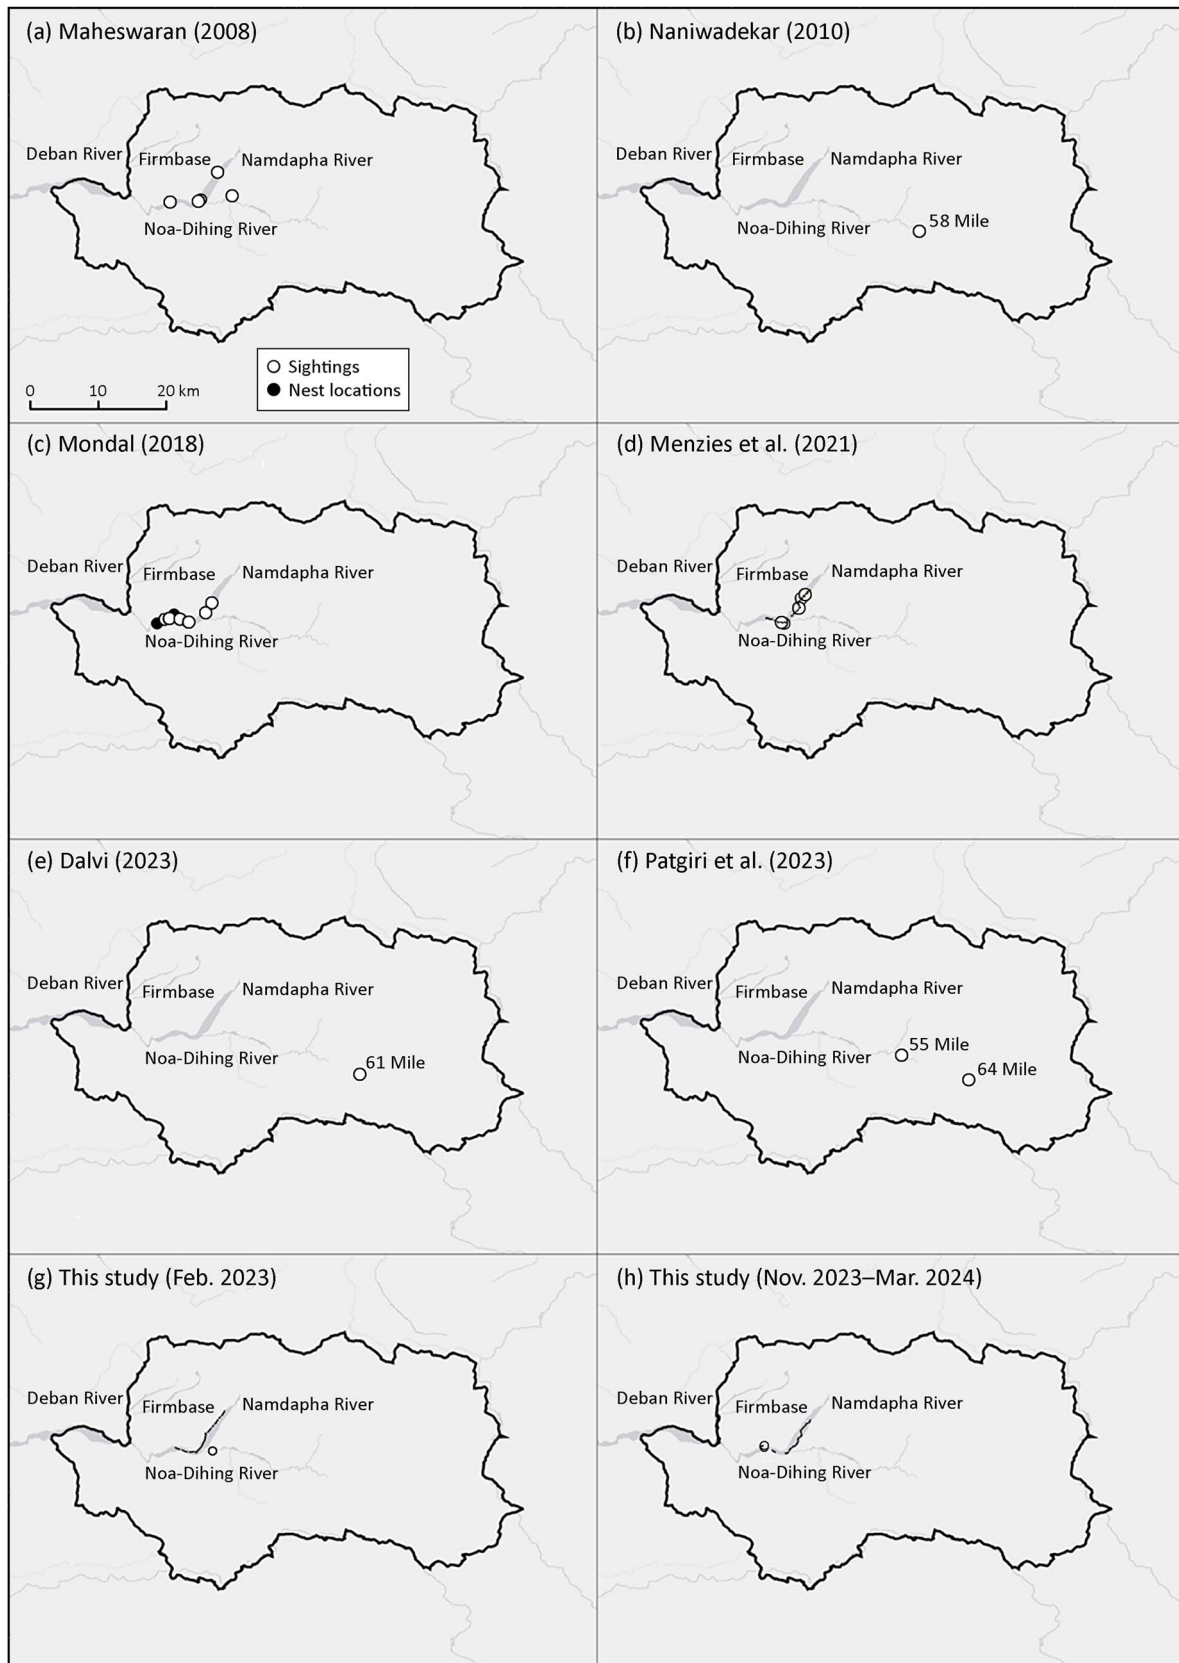 (a) Maheswaran (2008)
Deban River
Firmbase
Namdapha River
Noa-Dihing River
0 10 20 km
Sightings
Nest locations
(b) Naniwadekar (2010)
Deban River
Firmbase
Namdapha River
Noa-Dihing River
58 Mile
(c) Mondal (2018)
Deban River
Firmbase
Namdapha River
Noa-Dihing River
(d) Menzies et al. (2021)
Deban River
Firmbase
Namdapha River
Noa-Dihing River
(e) Dalvi (2023)
Deban River
Firmbase
Namdapha River
Noa-Dihing River
61 Mile
(f) Patgiri et al. (2023)
Deban River
Firmbase
Namdapha River
Noa-Dihing River
55 Mile
64 Mile
(g) This study (Feb. 2023)
Deban River
Firmbase
Namdapha River
Noa-Dihing River
(h) This study (Nov. 2023–Mar. 2024)
Deban River
Firmbase
Namdapha River
Noa-Dihing River